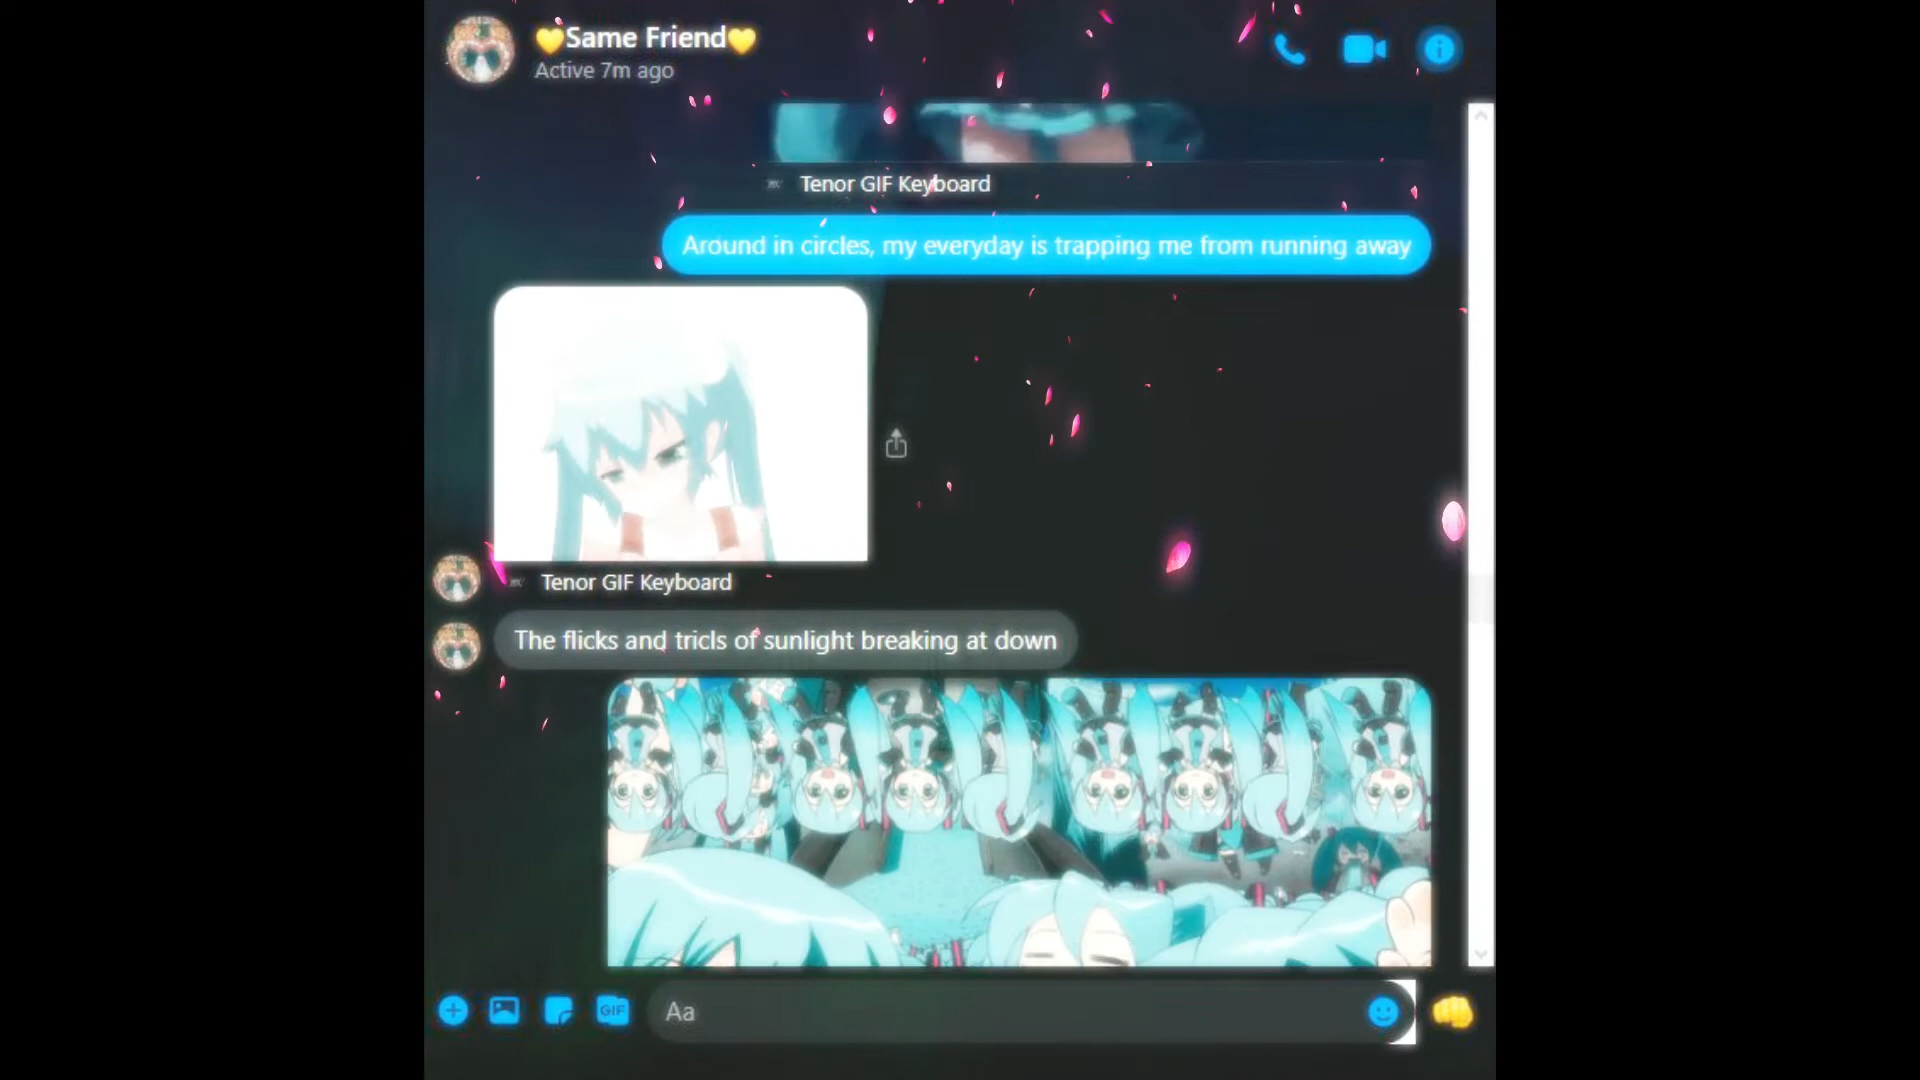 💛Same Friend💛
Active 7m ago
Tenor GIF Keyboard
Around in circles, my everyday is trapping me from running away
Tenor GIF Keyboard
The flicks and tricls of sunlight breaking at down
GIF
Aa